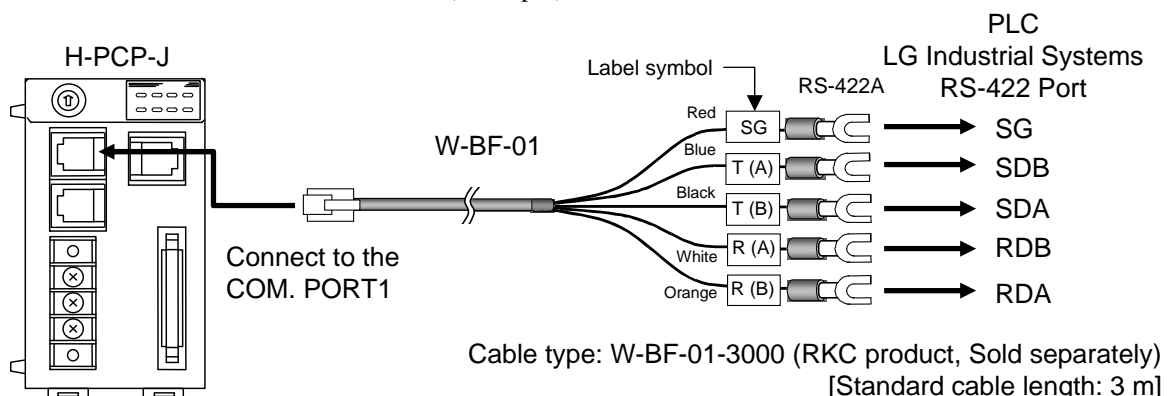 PLC
LG Industrial Systems
RS-422 Port
H-PCP-J
Label symbol
RS-422A
W-BF-01
Red SG SG
Blue T (A) SDB
Black T (B) SDA
White R (A) RDB
Orange R (B) RDA
Connect to the
COM. PORT1
Cable type: W-BF-01-3000 (RKC product, Sold separately)
[Standard cable length: 3 m]